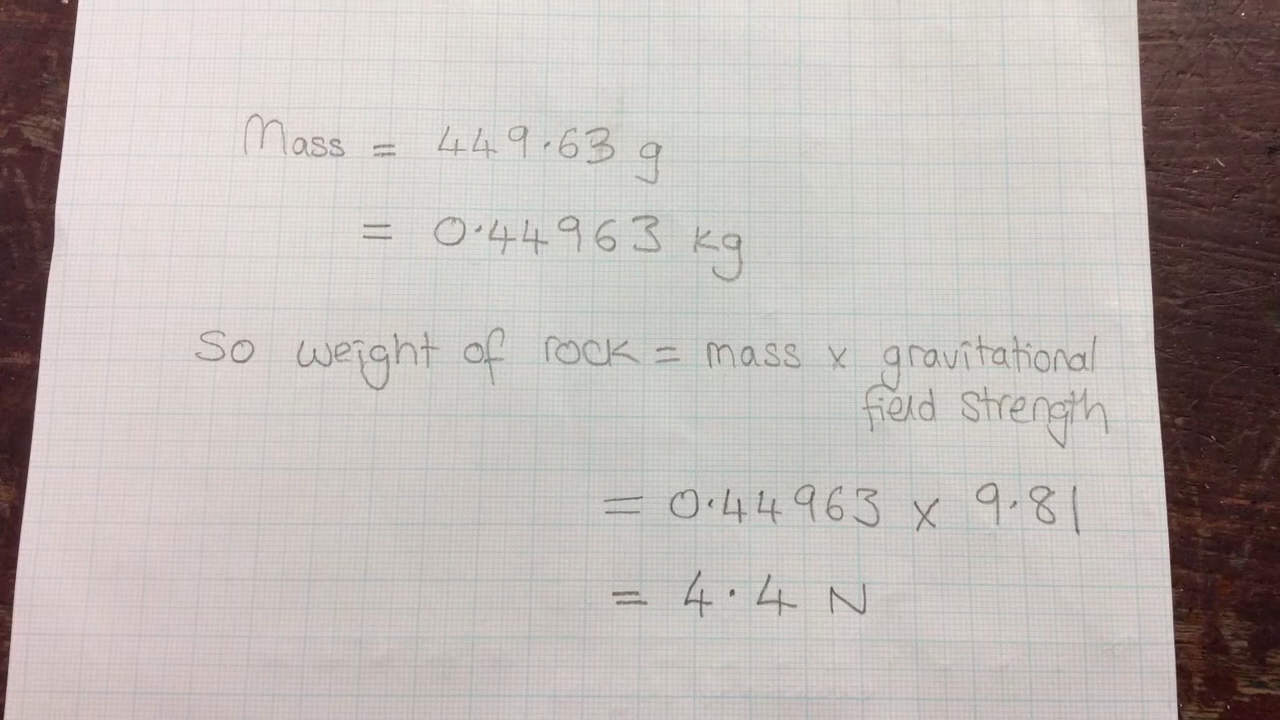 Mass = 449.63 g
= 0.44963 kg
So weight of rock = mass x gravitational
field strength
= 0.44963 x 9.81
= 4.4 N